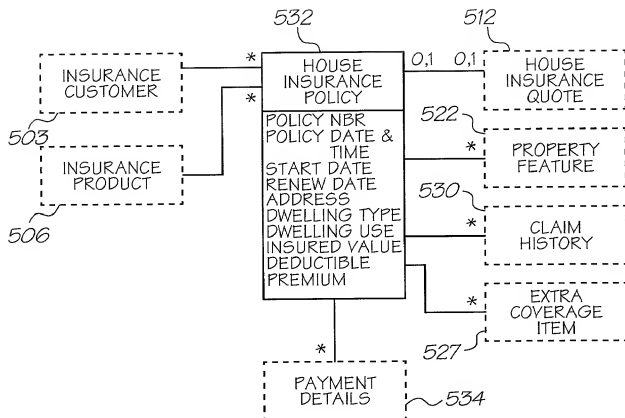 532
512
INSURANCE
CUSTOMER
503
*
*
HOUSE
INSURANCE
POLICY
0,1
0,1
HOUSE
INSURANCE
QUOTE
INSURANCE
PRODUCT
506
POLICY NBR
POLICY DATE &
TIME
START DATE
RENEW DATE
ADDRESS
DWELLING TYPE
DWELLING USE
INSURED VALUE
DEDUCTIBLE
PREMIUM
522
*
PROPERTY
FEATURE
530
*
CLAIM
HISTORY
*
EXTRA
COVERAGE
ITEM
527
*
PAYMENT
DETAILS
534